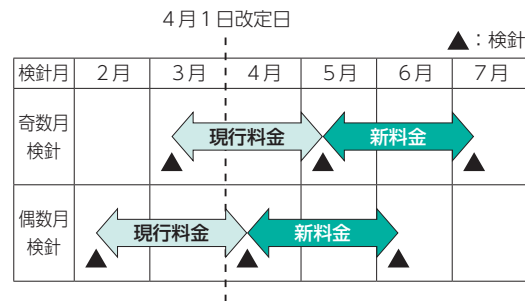 4月1日改定日
▲：検針
検針月 2月 3月 4月 5月 6月 7月
奇数月
検針
現行料金 新料金
偶数月
検針
現行料金 新料金